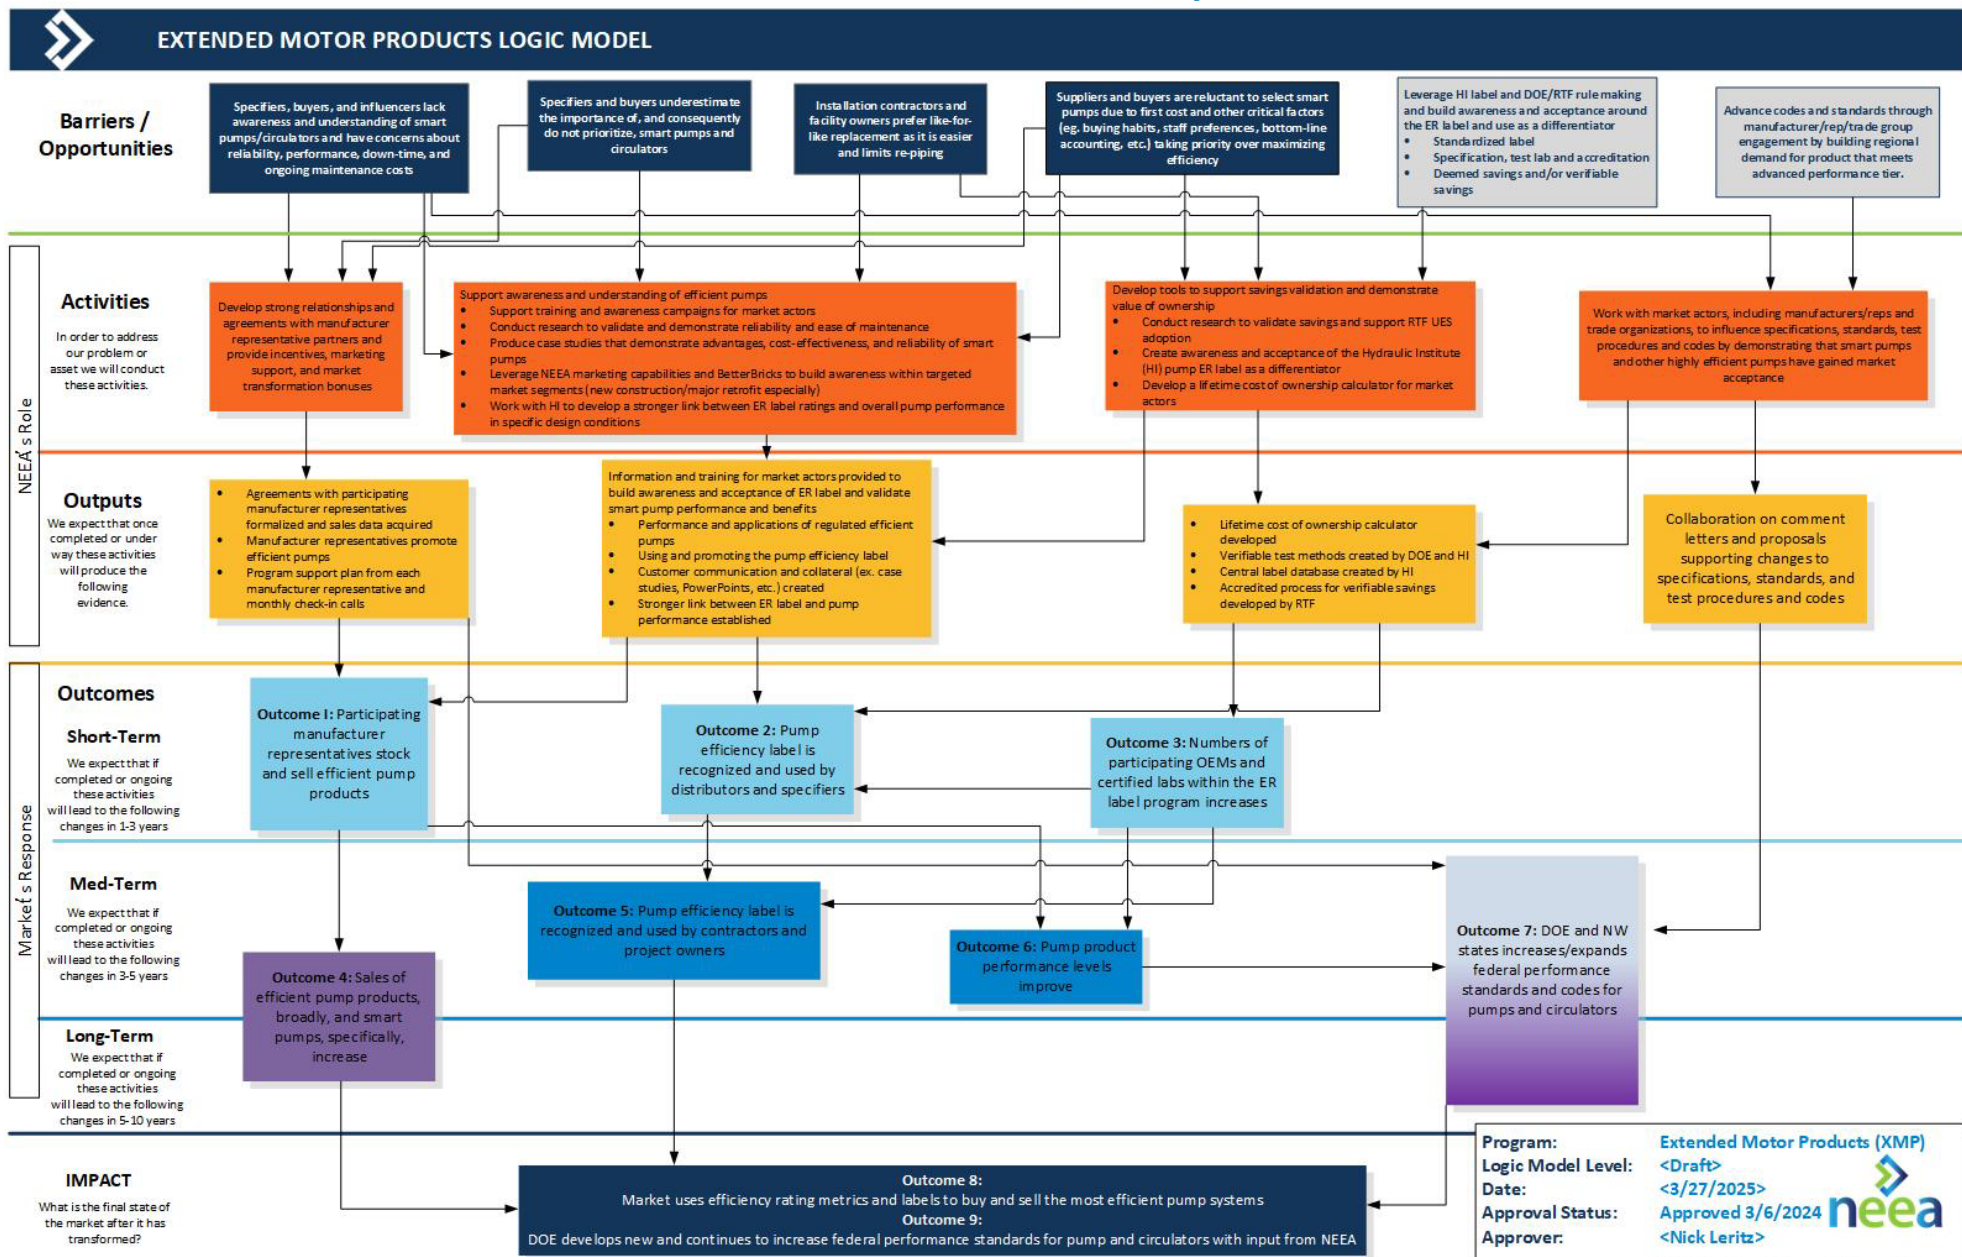 EXTENDED MOTOR PRODUCTS LOGIC MODEL
Barriers /
Opportunities
Specifiers, buyers, and influencers lack
awareness and understanding of smart
pumps/circulators and have concerns about
reliability, performance, down-time, and
ongoing maintenance costs
Specifiers and buyers underestimate
the importance of, and consequently
do not prioritize, smart pumps and
circulators
Installation contractors and
facility owners prefer like-for-
like replacement as it is easier
and limits re-piping
Suppliers and buyers are reluctant to select smart
pumps due to first cost and other critical factors
(eg. buying habits, staff preferences, bottom-line
accounting, etc.) taking priority over maximizing
efficiency
Leverage HI label and DOE/RTF rule making
and build awareness and acceptance around
the ER label and use as a differentiator
• Standardized label
• Specification, test lab and accreditation
• Deemed savings and/or verifiable
savings
Advance codes and standards through
manufacturer/rep/trade group
engagement by building regional
demand for product that meets
advanced performance tier.
NEEA's Role
Activities
In order to address
our problem or
asset we will conduct
these activities.
Develop strong relationships and
agreements with manufacturer
representative partners and
provide incentives, marketing
support, and market
transformation bonuses
Support awareness and understanding of efficient pumps
• Support training and awareness campaigns for market actors
• Conduct research to validate and demonstrate reliability and ease of maintenance
• Produce case studies that demonstrate advantages, cost-effectiveness, and reliability of smart
pumps
• Leverage NEEA marketing capabilities and BetterBricks to build awareness within targeted
market segments (new construction/major retrofit especially)
• Work with HI to develop a stronger link between ER label ratings and overall pump performance
in specific design conditions
Develop tools to support savings validation and demonstrate
value of ownership
• Conduct research to validate savings and support RTF UES
adoption
• Create awareness and acceptance of the Hydraulic Institute
(HI) pump ER label as a differentiator
• Develop a lifetime cost of ownership calculator for market
actors
Work with market actors, including manufacturers/reps and
trade organizations, to influence specifications, standards, test
procedures and codes by demonstrating that smart pumps
and other highly efficient pumps have gained market
acceptance
Outputs
We expect that once
completed or under
way these activities
will produce the
following
evidence.
• Agreements with participating
manufacturer representatives
formalized and sales data acquired
• Manufacturer representatives promote
efficient pumps
• Program support plan from each
manufacturer representative and
monthly check-in calls
Information and training for market actors provided to
build awareness and acceptance of ER label and validate
smart pump performance and benefits
• Performance and applications of regulated efficient
pumps
• Using and promoting the pump efficiency label
• Customer communication and collateral (ex. case
studies, PowerPoints, etc.) created
• Stronger link between ER label and pump
performance established
• Lifetime cost of ownership calculator
developed
• Verifiable test methods created by DOE and HI
• Central label database created by HI
• Accredited process for verifiable savings
developed by RTF
Collaboration on comment
letters and proposals
supporting changes to
specifications, standards, and
test procedures and codes
Market's Response
Outcomes
Short-Term
We expect that if
completed or ongoing
these activities
will lead to the following
changes in 1-3 years
Outcome I: Participating
manufacturer
representatives stock
and sell efficient pump
products
Outcome 2: Pump
efficiency label is
recognized and used by
distributors and specifiers
Outcome 3: Numbers of
participating OEMs and
certified labs within the ER
label program increases
Med-Term
We expect that if
completed or ongoing
these activities
will lead to the following
changes in 3-5 years
Outcome 4: Sales of
efficient pump products,
broadly, and smart
pumps, specifically,
increase
Outcome 5: Pump efficiency label is
recognized and used by contractors and
project owners
Outcome 6: Pump product
performance levels
improve
Outcome 7: DOE and NW
states increases/expands
federal performance
standards and codes for
pumps and circulators
Long-Term
We expect that if
completed or ongoing
these activities
will lead to the following
changes in 5-10 years
IMPACT
What is the final state of
the market after it has
transformed?
Outcome 8:
Market uses efficiency rating metrics and labels to buy and sell the most efficient pump systems
Outcome 9:
DOE develops new and continues to increase federal performance standards for pump and circulators with input from NEEA
Program: Extended Motor Products (XMP)
Logic Model Level: <Draft>
Date: <3/27/2025>
Approval Status: Approved 3/6/2024
Approver: <Nick Leritz>
neea